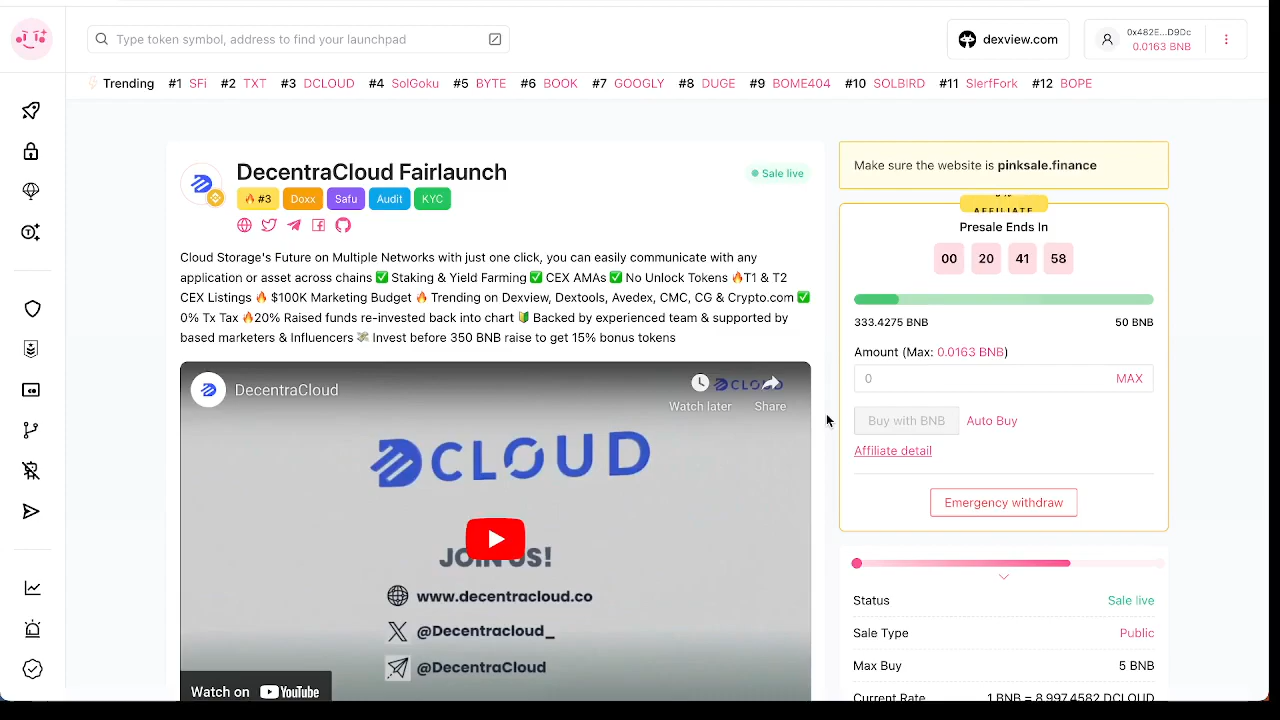 Type token symbol, address to find your launchpad
dexview.com
0x482E...D9Dc
0.0163 BNB
Trending #1 SFi #2 TXT #3 DCLOUD #4 SolGoku #5 BYTE #6 BOOK #7 GOOGLY #8 DUGE #9 BOME404 #10 SOLBIRD #11 SlerfFork #12 BOPE
DecentraCloud Fairlaunch
Sale live
🔥 #3 Doxx Safu Audit KYC
Cloud Storage's Future on Multiple Networks with just one click, you can easily communicate with any
application or asset across chains ✅ Staking & Yield Farming ✅ CEX AMAs ✅ No Unlock Tokens 🔥T1 & T2
CEX Listings 🔥 $100K Marketing Budget 🔥 Trending on Dexview, Dextools, Avedex, CMC, CG & Crypto.com ✅
0% Tx Tax 🔥20% Raised funds re-invested back into chart 🔰 Backed by experienced team & supported by
based marketers & Influencers 💸 Invest before 350 BNB raise to get 15% bonus tokens
DecentraCloud
DCLOUD
Watch later
Share
DCLOUD
JOIN US!
www.decentracloud.co
@Decentracloud_
@DecentraCloud
Watch on YouTube
Make sure the website is pinksale.finance
AFFILIATE
Presale Ends In
00 20 41 58
333.4275 BNB 50 BNB
Amount (Max: 0.0163 BNB)
0 MAX
Buy with BNB Auto Buy
Affiliate detail
Emergency withdraw
Status Sale live
Sale Type Public
Max Buy 5 BNB
Current Rate 1 BNB = 8,997.4582 DCLOUD